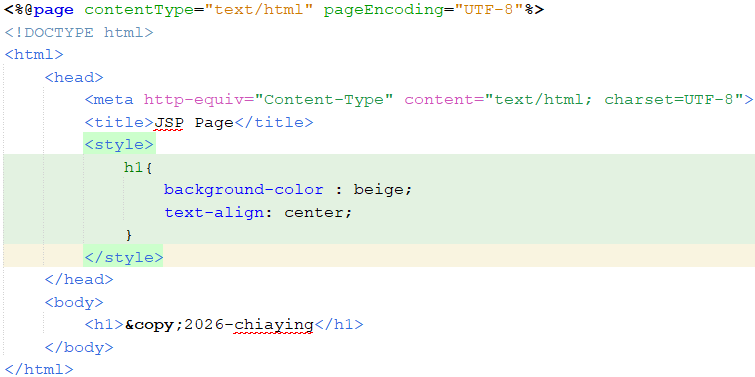 <%@page contentType="text/html" pageEncoding="UTF-8"%>
<!DOCTYPE html>
<html>
    <head>
        <meta http-equiv="Content-Type" content="text/html; charset=UTF-8">
        <title>JSP Page</title>
        <style>
            h1{
                background-color : beige;
                text-align: center;
            }
        </style>
    </head>
    <body>
        <h1>&copy;2026-chiaying</h1>
    </body>
</html>